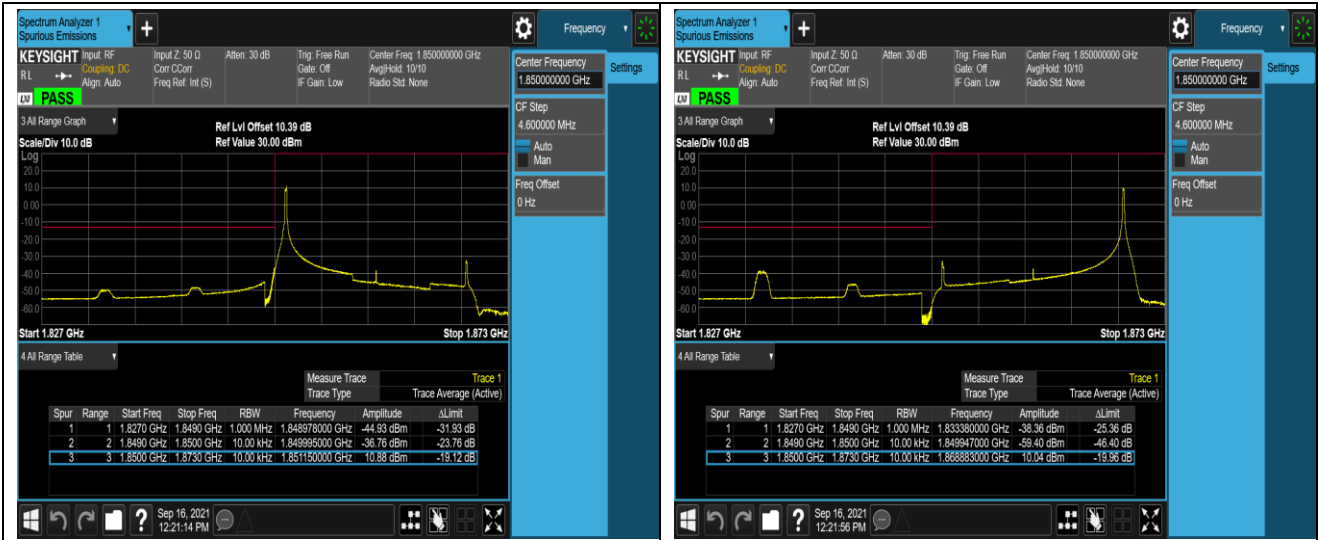 Spectrum Analyzer 1
Spurious Emissions
+
Frequency
KEYSIGHT Input: RF Input Z: 50 Ω Atten: 30 dB Trig: Free Run Center Freq: 1.850000000 GHz
Coupling: DC Corr CCorr Gate: Off Avg|Hold: 10/10
R L Align: Auto Freq Ref: Int (S) IF Gain: Low Radio Std: None
LXI PASS
Center Frequency
1.850000000 GHz
Settings
CF Step
4.600000 MHz
Auto
Man
Freq Offset
0 Hz
3 All Range Graph
Ref Lvl Offset 10.39 dB
Scale/Div 10.0 dB Ref Value 30.00 dBm
Log
20.0
10.0
0.00
-10.0
-20.0
-30.0
-40.0
-50.0
-60.0
Start 1.827 GHz Stop 1.873 GHz
4 All Range Table
Measure Trace Trace 1
Trace Type Trace Average (Active)
Spur Range Start Freq Stop Freq RBW Frequency Amplitude ΔLimit
1 1 1.8270 GHz 1.8490 GHz 1.000 MHz 1.848978000 GHz -44.93 dBm -31.93 dB
2 2 1.8490 GHz 1.8500 GHz 10.00 kHz 1.849995000 GHz -36.76 dBm -23.76 dB
3 3 1.8500 GHz 1.8730 GHz 10.00 kHz 1.851150000 GHz 10.88 dBm -19.12 dB
? Sep 16, 2021
12:21:14 PM
Spectrum Analyzer 1
Spurious Emissions
+
Frequency
KEYSIGHT Input: RF Input Z: 50 Ω Atten: 30 dB Trig: Free Run Center Freq: 1.850000000 GHz
Coupling: DC Corr CCorr Gate: Off Avg|Hold: 10/10
R L Align: Auto Freq Ref: Int (S) IF Gain: Low Radio Std: None
LXI PASS
Center Frequency
1.850000000 GHz
Settings
CF Step
4.600000 MHz
Auto
Man
Freq Offset
0 Hz
3 All Range Graph
Ref Lvl Offset 10.39 dB
Scale/Div 10.0 dB Ref Value 30.00 dBm
Log
20.0
10.0
0.00
-10.0
-20.0
-30.0
-40.0
-50.0
-60.0
Start 1.827 GHz Stop 1.873 GHz
4 All Range Table
Measure Trace Trace 1
Trace Type Trace Average (Active)
Spur Range Start Freq Stop Freq RBW Frequency Amplitude ΔLimit
1 1 1.8270 GHz 1.8490 GHz 1.000 MHz 1.833380000 GHz -38.36 dBm -25.36 dB
2 2 1.8490 GHz 1.8500 GHz 10.00 kHz 1.849947000 GHz -59.40 dBm -46.40 dB
3 3 1.8500 GHz 1.8730 GHz 10.00 kHz 1.868883000 GHz 10.04 dBm -19.96 dB
? Sep 16, 2021
12:21:56 PM